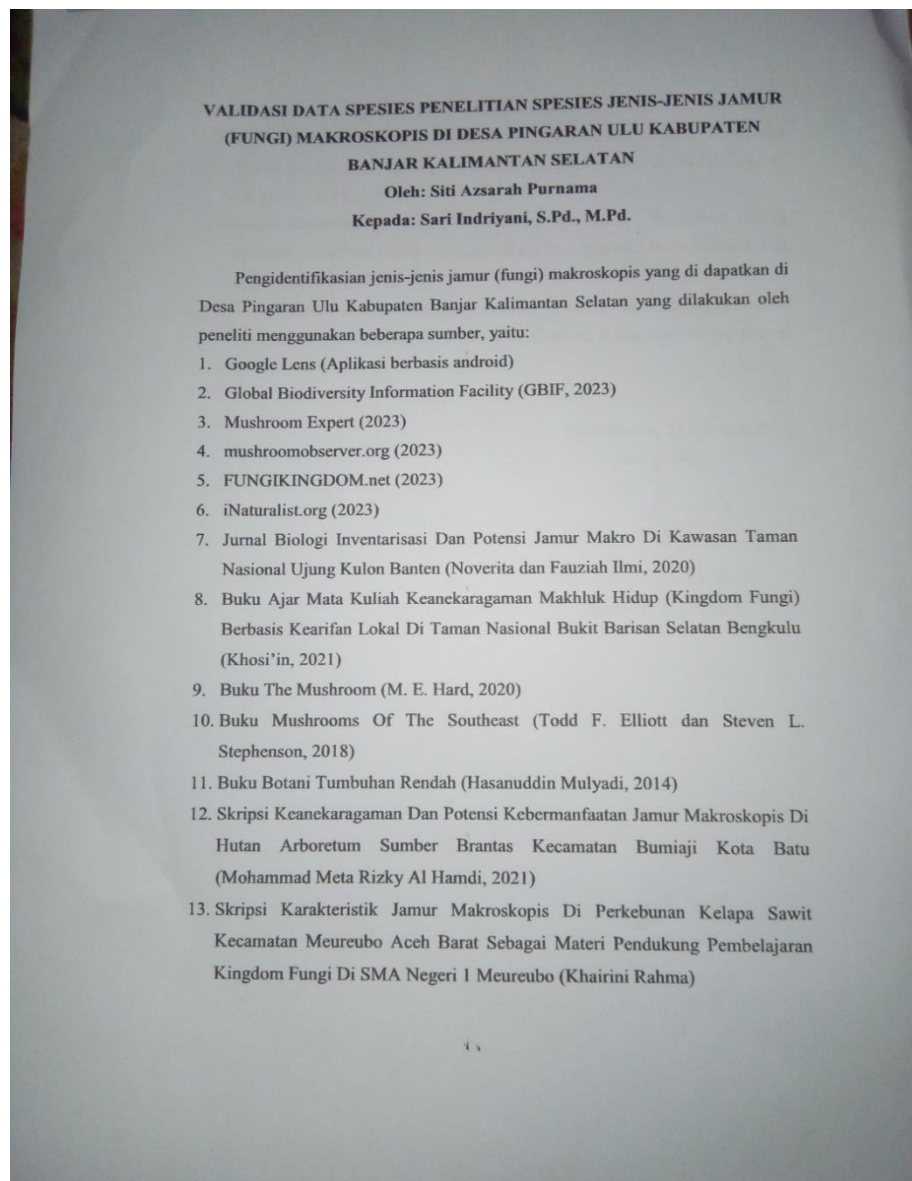 VALIDASI DATA SPESIES PENELITIAN SPESIES JENIS-JENIS JAMUR
(FUNGI) MAKROSKOPIS DI DESA PINGARAN ULU KABUPATEN
BANJAR KALIMANTAN SELATAN
Oleh: Siti Azsarah Purnama
Kepada: Sari Indriyani, S.Pd., M.Pd.
Pengidentifikasian jenis-jenis jamur (fungi) makroskopis yang di dapatkan di
Desa Pingaran Ulu Kabupaten Banjar Kalimantan Selatan yang dilakukan oleh
peneliti menggunakan beberapa sumber, yaitu:
1. Google Lens (Aplikasi berbasis android)
2. Global Biodiversity Information Facility (GBIF, 2023)
3. Mushroom Expert (2023)
4. mushroomobserver.org (2023)
5. FUNGIKINGDOM.net (2023)
6. iNaturalist.org (2023)
7. Jurnal Biologi Inventarisasi Dan Potensi Jamur Makro Di Kawasan Taman
Nasional Ujung Kulon Banten (Noverita dan Fauziah Ilmi, 2020)
8. Buku Ajar Mata Kuliah Keanekaragaman Makhluk Hidup (Kingdom Fungi)
Berbasis Kearifan Lokal Di Taman Nasional Bukit Barisan Selatan Bengkulu
(Khosi'in, 2021)
9. Buku The Mushroom (M. E. Hard, 2020)
10. Buku Mushrooms Of The Southeast (Todd F. Elliott dan Steven L.
Stephenson, 2018)
11. Buku Botani Tumbuhan Rendah (Hasanuddin Mulyadi, 2014)
12. Skripsi Keanekaragaman Dan Potensi Kebermanfaatan Jamur Makroskopis Di
Hutan Arboretum Sumber Brantas Kecamatan Bumiaji Kota Batu
(Mohammad Meta Rizky Al Hamdi, 2021)
13. Skripsi Karakteristik Jamur Makroskopis Di Perkebunan Kelapa Sawit
Kecamatan Meureubo Aceh Barat Sebagai Materi Pendukung Pembelajaran
Kingdom Fungi Di SMA Negeri 1 Meureubo (Khairini Rahma)